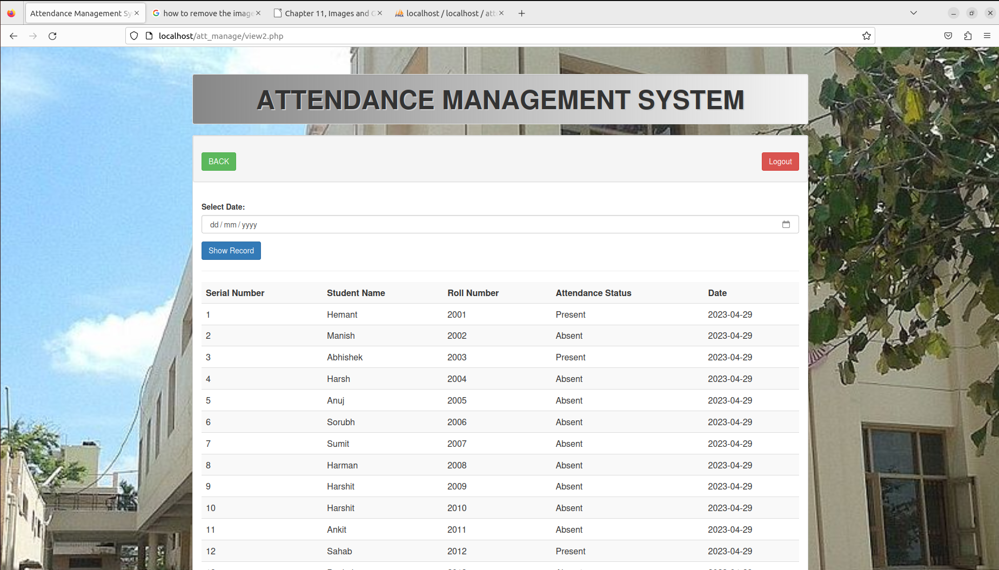 Attendance Management Sy
how to remove the image
Chapter 11, Images and
localhost / localhost / att
localhost/att_manage/view2.php
ATTENDANCE MANAGEMENT SYSTEM
BACK
Logout
Select Date:
dd / mm / yyyy
Show Record
Serial Number Student Name Roll Number Attendance Status Date
1 Hemant 2001 Present 2023-04-29
2 Manish 2002 Absent 2023-04-29
3 Abhishek 2003 Present 2023-04-29
4 Harsh 2004 Absent 2023-04-29
5 Anuj 2005 Absent 2023-04-29
6 Sorubh 2006 Absent 2023-04-29
7 Sumit 2007 Absent 2023-04-29
8 Harman 2008 Absent 2023-04-29
9 Harshit 2009 Absent 2023-04-29
10 Harshit 2010 Absent 2023-04-29
11 Ankit 2011 Absent 2023-04-29
12 Sahab 2012 Present 2023-04-29